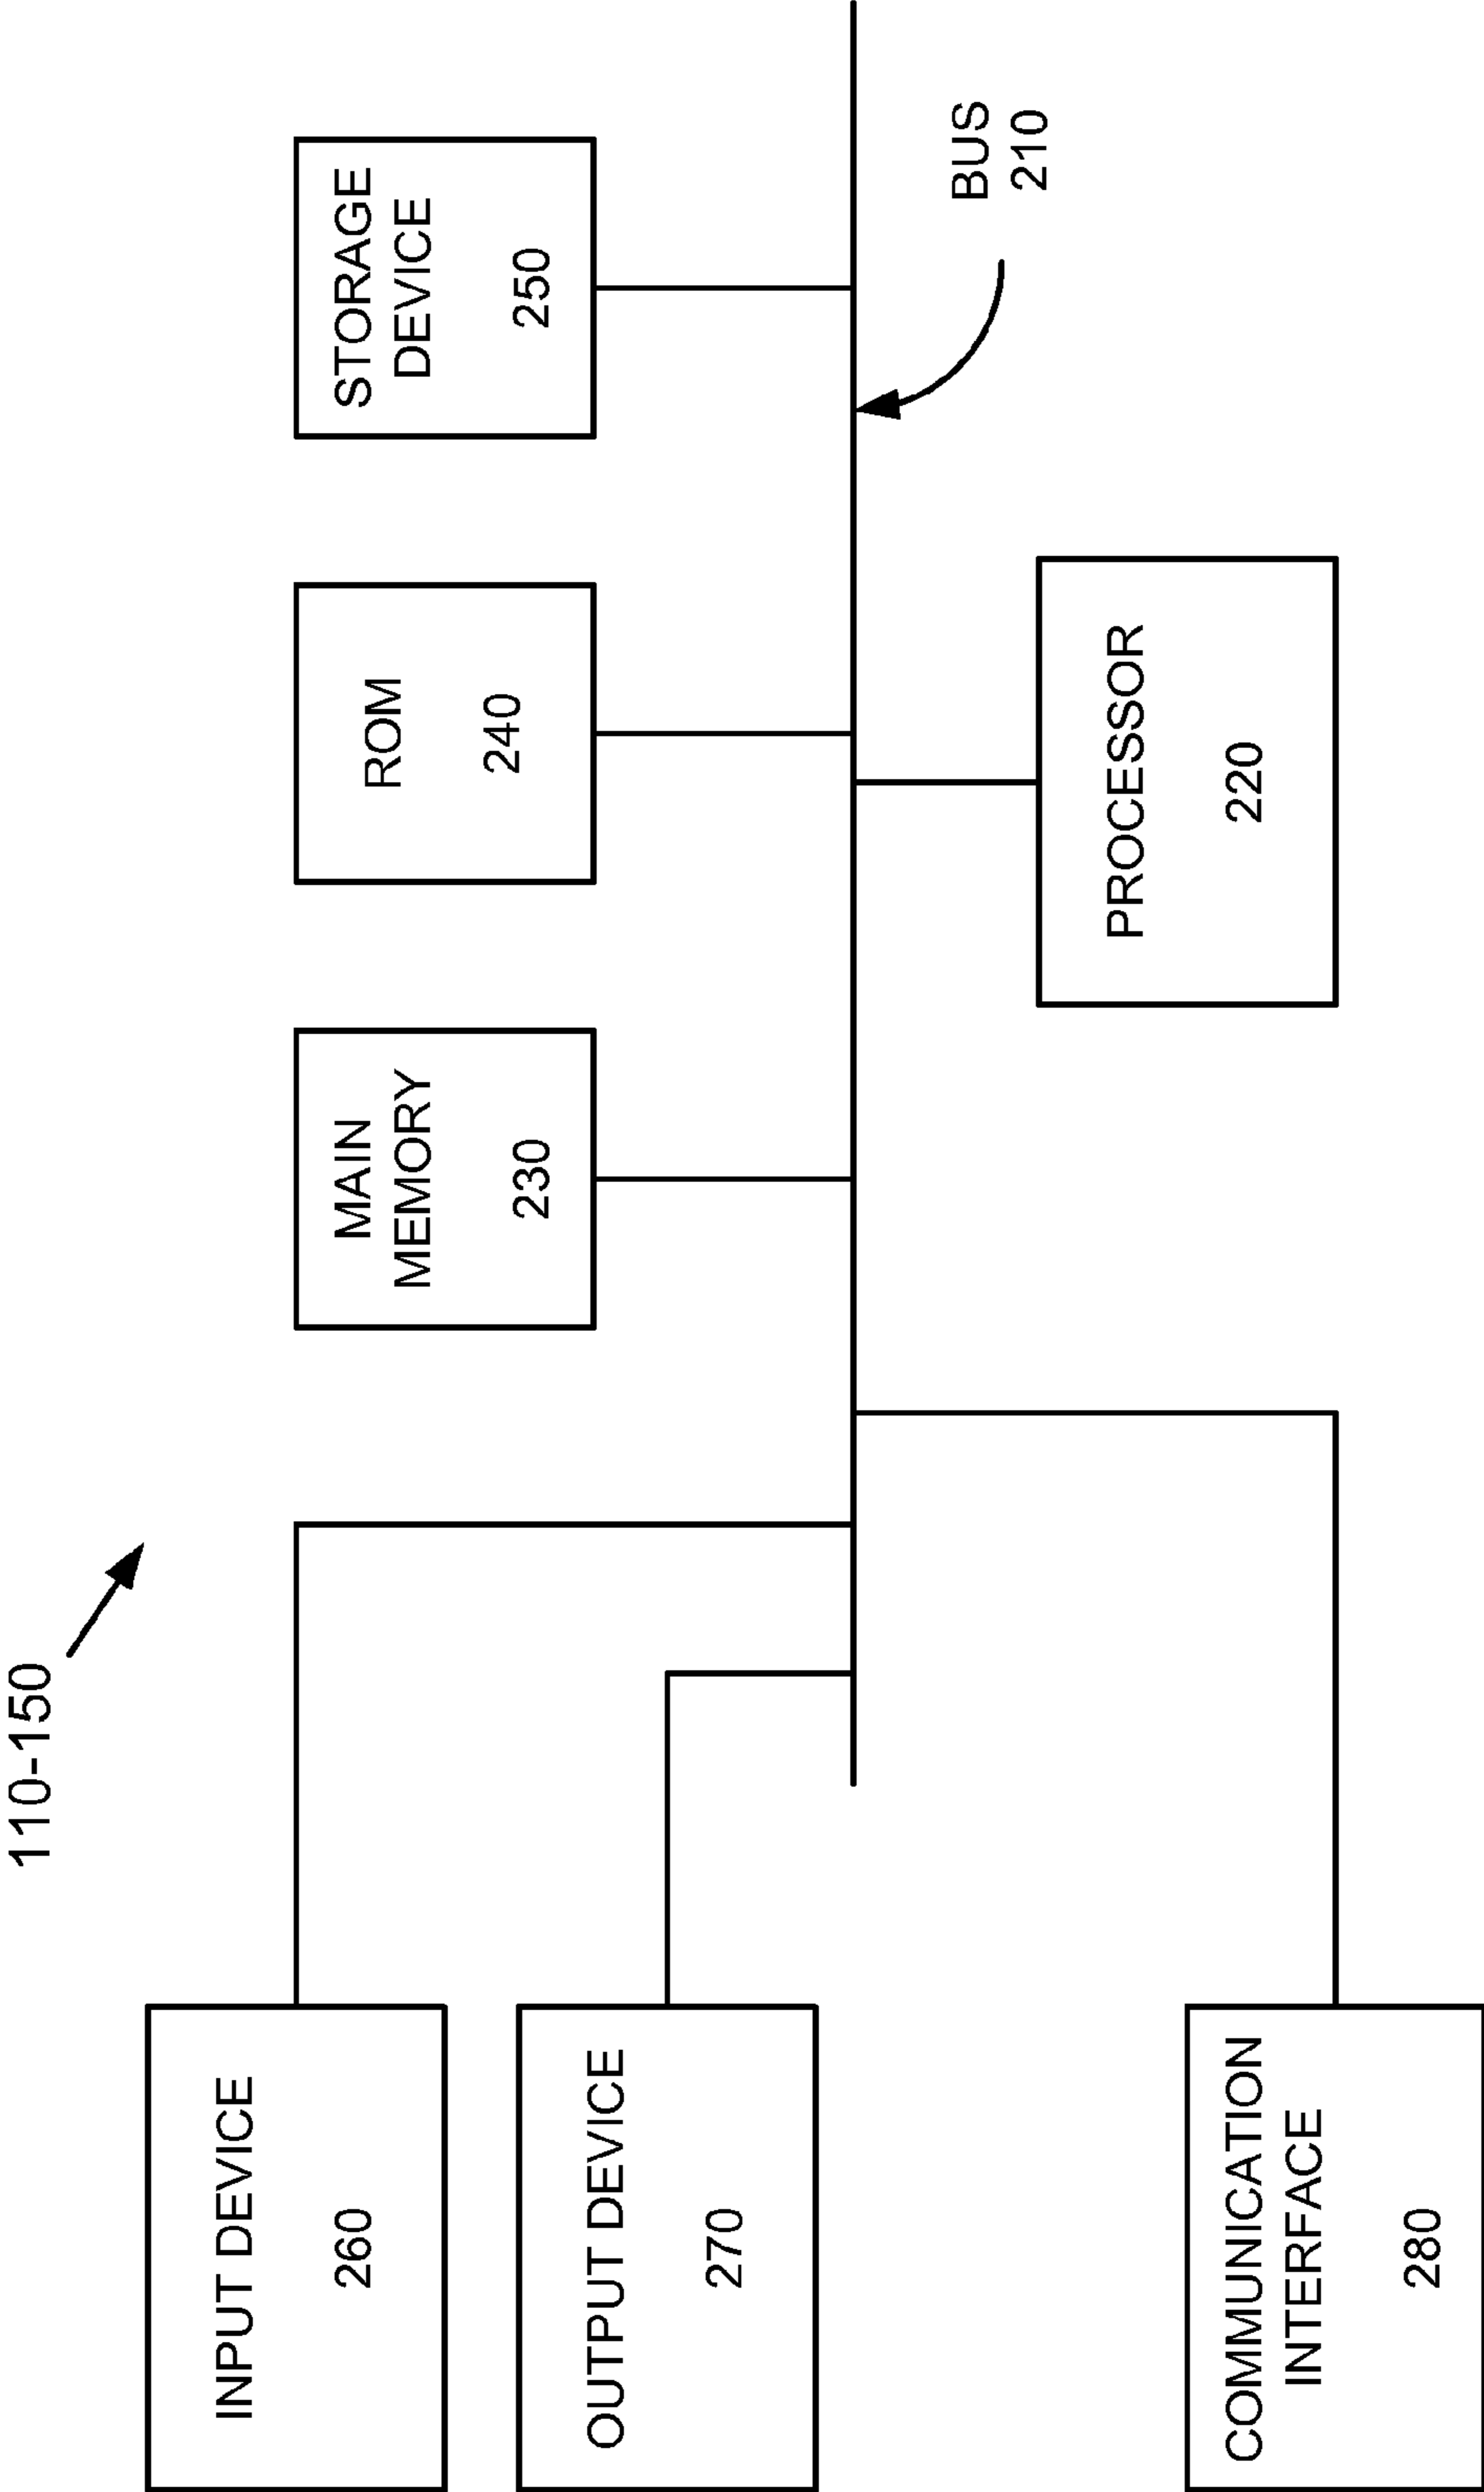 110-150
INPUT DEVICE
260
MAIN
MEMORY
230
ROM
240
STORAGE
DEVICE
250
OUTPUT DEVICE
270
BUS
210
COMMUNICATION
INTERFACE
280
PROCESSOR
220